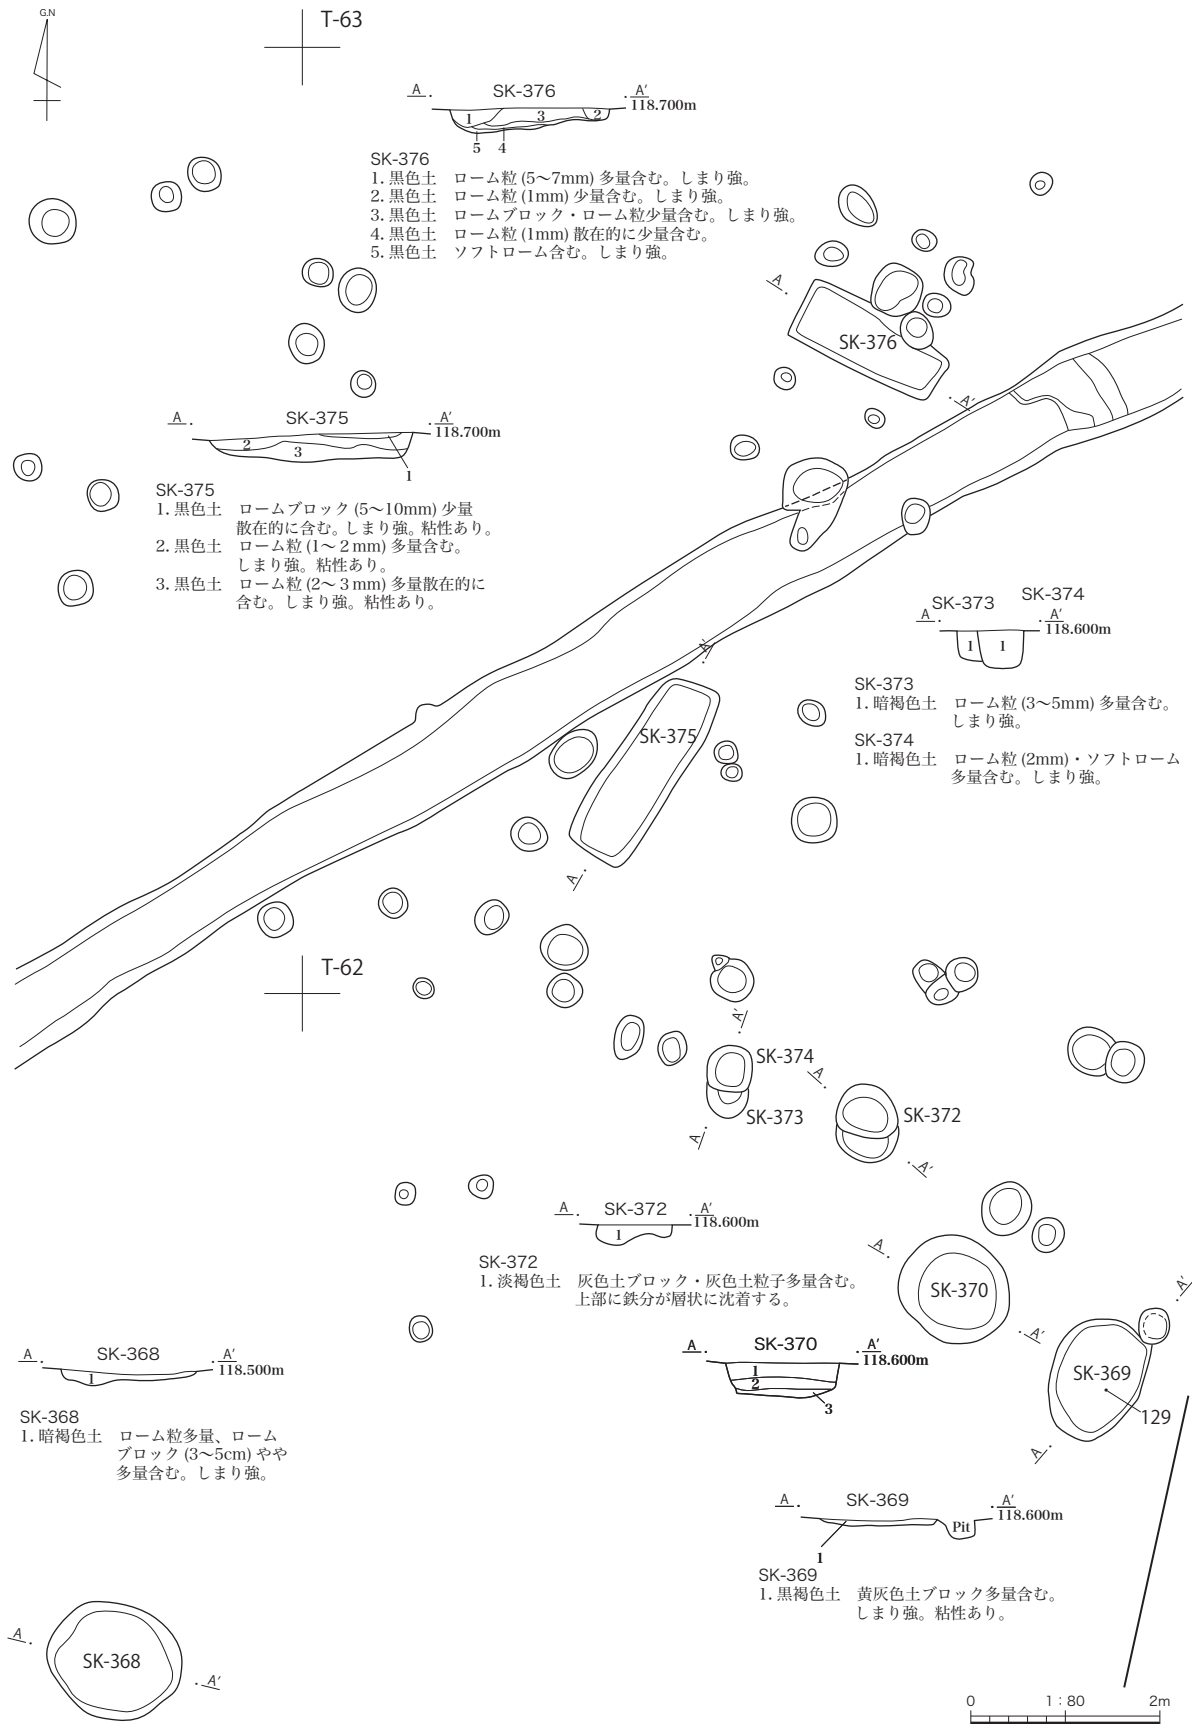 G.N
T-63
A SK-376 A′
118.700m
1 3 2
5 4
SK-376
1. 黒色土 ローム粒 (5〜7mm) 多量含む。しまり強。
2. 黒色土 ローム粒 (1mm) 少量含む。しまり強。
3. 黒色土 ロームブロック・ローム粒少量含む。しまり強。
4. 黒色土 ローム粒 (1mm) 散在的に少量含む。
5. 黒色土 ソフトローム含む。しまり強。
A
SK-376
A′
A SK-375 A′
118.700m
2 3
1
SK-375
1. 黒色土 ロームブロック (5〜10mm) 少量
散在的に含む。しまり強。粘性あり。
2. 黒色土 ローム粒 (1〜2mm) 多量含む。
しまり強。粘性あり。
3. 黒色土 ローム粒 (2〜3mm) 多量散在的に
含む。しまり強。粘性あり。
A SK-373 SK-374 A′
118.600m
1 1
SK-373
1. 暗褐色土 ローム粒 (3〜5mm) 多量含む。
しまり強。
SK-374
1. 暗褐色土 ローム粒 (2mm)・ソフトローム
多量含む。しまり強。
A′
SK-375
A
T-62
A′
SK-374
SK-373
A
A
SK-372
A′
A SK-372 A′
118.600m
1
SK-372
1. 淡褐色土 灰色土ブロック・灰色土粒子多量含む。
上部に鉄分が層状に沈着する。
A
SK-370
A′
A SK-370 A′
118.600m
1
2
3
A′
SK-369
129
A
A SK-368 A′
118.500m
1
SK-368
1. 暗褐色土 ローム粒多量、ローム
ブロック (3〜5cm) やや
多量含む。しまり強。
A SK-369 A′
118.600m
Pit
1
SK-369
1. 黒褐色土 黄灰色土ブロック多量含む。
しまり強。粘性あり。
A
SK-368
A′
0 1:80 2m